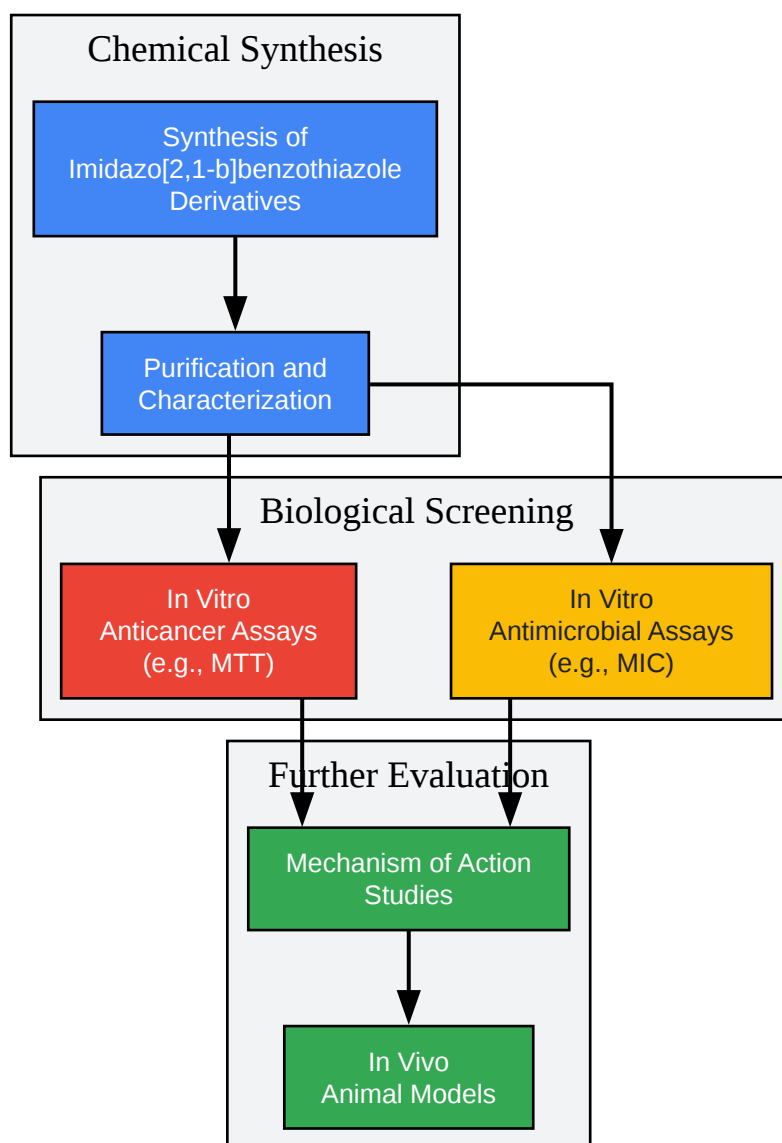 Chemical Synthesis
Synthesis of
Imidazo[2,1-b]benzothiazole
Derivatives
Purification and
Characterization
Biological Screening
In Vitro
Anticancer Assays
(e.g., MTT)
In Vitro
Antimicrobial Assays
(e.g., MIC)
Further Evaluation
Mechanism of Action
Studies
In Vivo
Animal Models